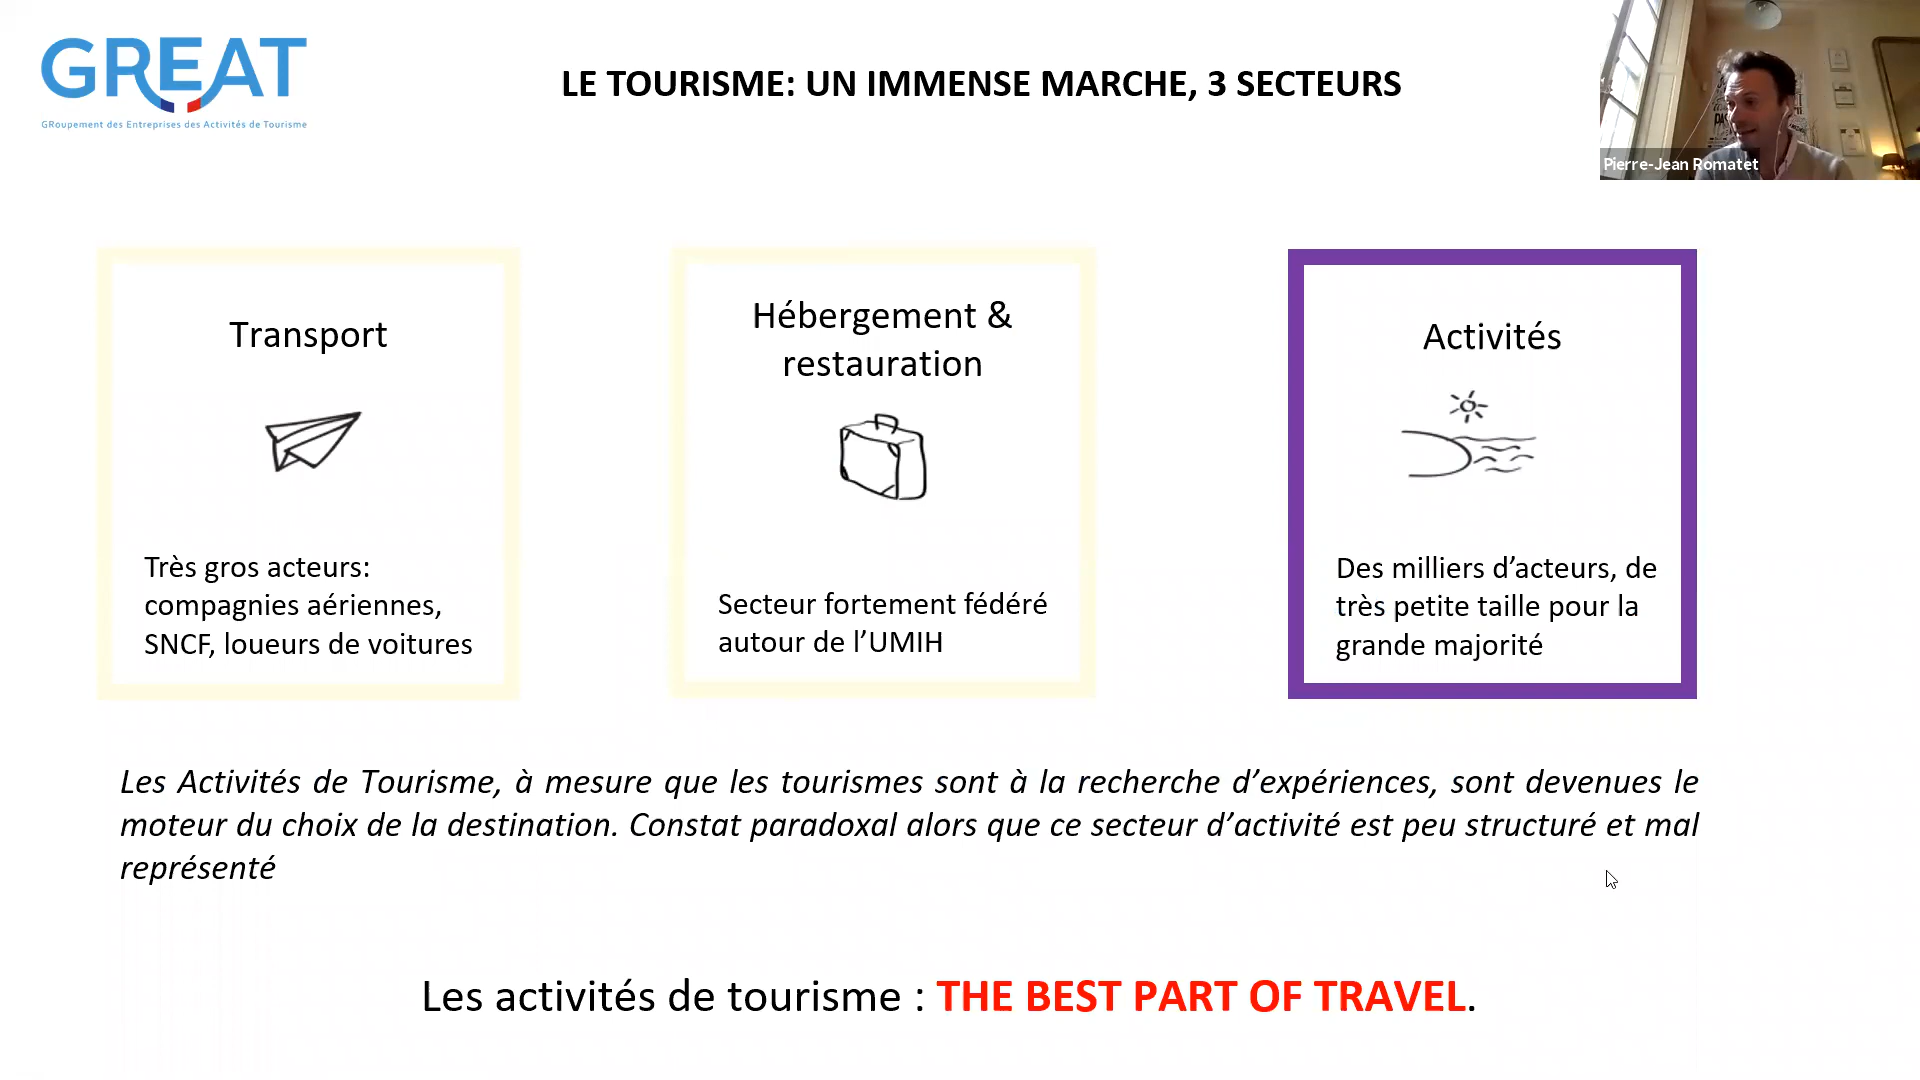 GREAT
GRoupement des Entreprises des Activités de Tourisme
LE TOURISME: UN IMMENSE MARCHE, 3 SECTEURS
Pierre-Jean Romatet
Transport
Très gros acteurs:
compagnies aériennes,
SNCF, loueurs de voitures
Hébergement &
restauration
Secteur fortement fédéré
autour de l’UMIH
Activités
Des milliers d’acteurs, de
très petite taille pour la
grande majorité
Les Activités de Tourisme, à mesure que les tourismes sont à la recherche d’expériences, sont devenues le
moteur du choix de la destination. Constat paradoxal alors que ce secteur d’activité est peu structuré et mal
représenté
Les activités de tourisme : THE BEST PART OF TRAVEL.